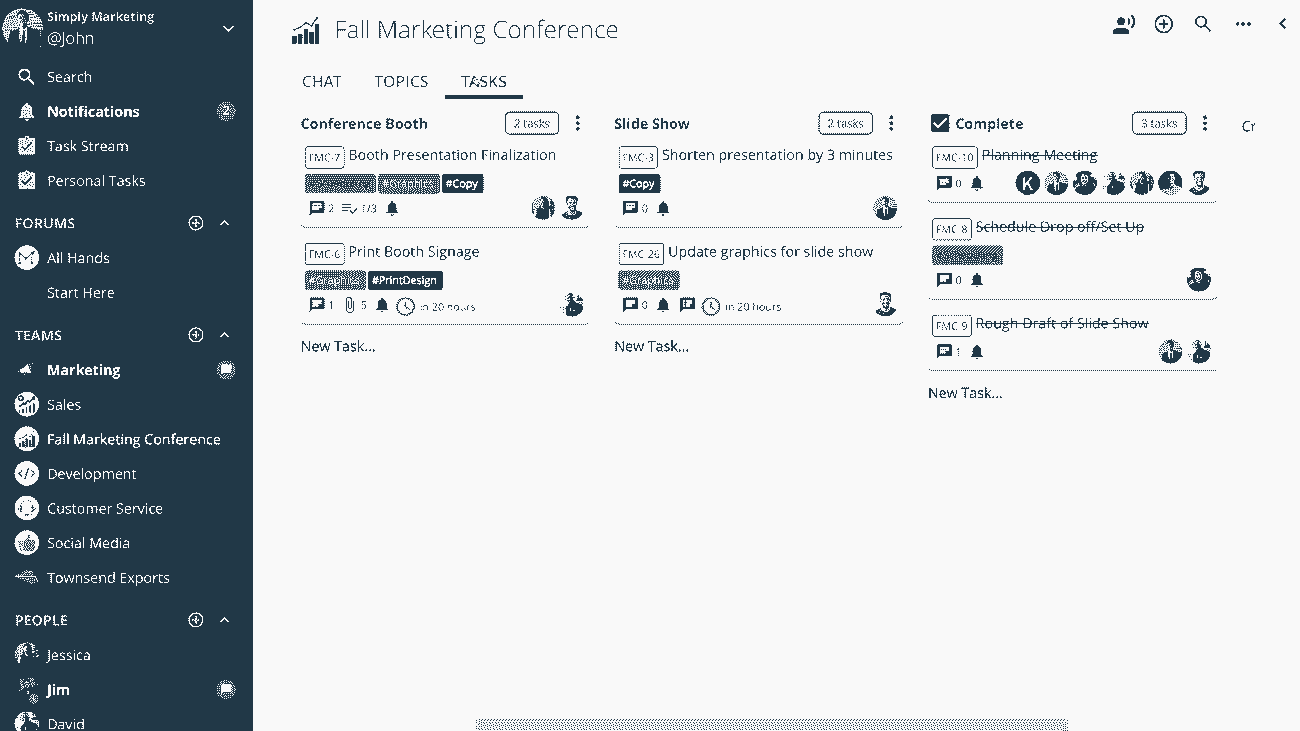 Simply Marketing
@John
Search
Notifications 2
Task Stream
Personal Tasks
FORUMS
All Hands
Start Here
TEAMS
Marketing
Sales
Fall Marketing Conference
Development
Customer Service
Social Media
Townsend Exports
PEOPLE
Jessica
Jim
David
Fall Marketing Conference
CHAT TOPICS TASKS
Conference Booth 2 tasks
FMC-7 Booth Presentation Finalization
#Graphics #Copy
2 1/3
FMC-6 Print Booth Signage
#Graphics #PrintDesign
1 5 in 20 hours
New Task...
Slide Show 2 tasks
FMC-3 Shorten presentation by 3 minutes
#Copy
0
FMC-26 Update graphics for slide show
#Graphics
0 in 20 hours
New Task...
Complete 3 tasks
FMC-10 Planning Meeting
0 K
FMC-8 Schedule Drop off/Set Up
0
FMC-9 Rough Draft of Slide Show
1
New Task...
Cr